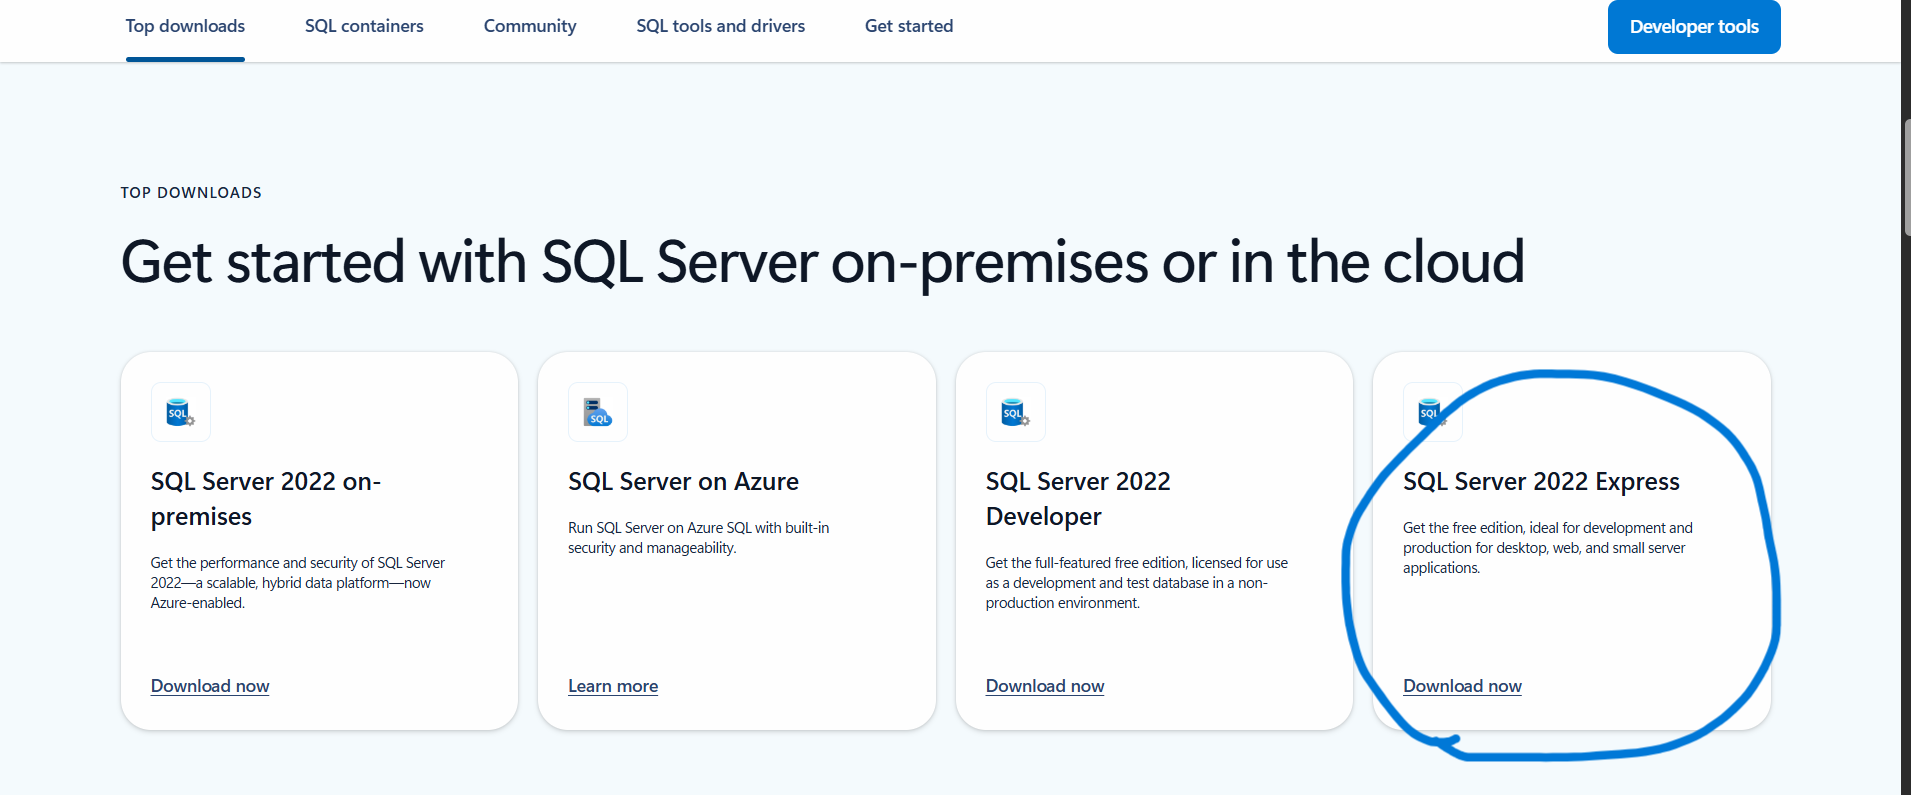 Top downloads
SQL containers
Community
SQL tools and drivers
Get started
Developer tools
TOP DOWNLOADS
Get started with SQL Server on-premises or in the cloud
SQL
SQL Server 2022 on-
premises
Get the performance and security of SQL Server
2022—a scalable, hybrid data platform—now
Azure-enabled.
Download now
SQL
SQL Server on Azure
Run SQL Server on Azure SQL with built-in
security and manageability.
Learn more
SQL
SQL Server 2022
Developer
Get the full-featured free edition, licensed for use
as a development and test database in a non-
production environment.
Download now
SQL
SQL Server 2022 Express
Get the free edition, ideal for development and
production for desktop, web, and small server
applications.
Download now